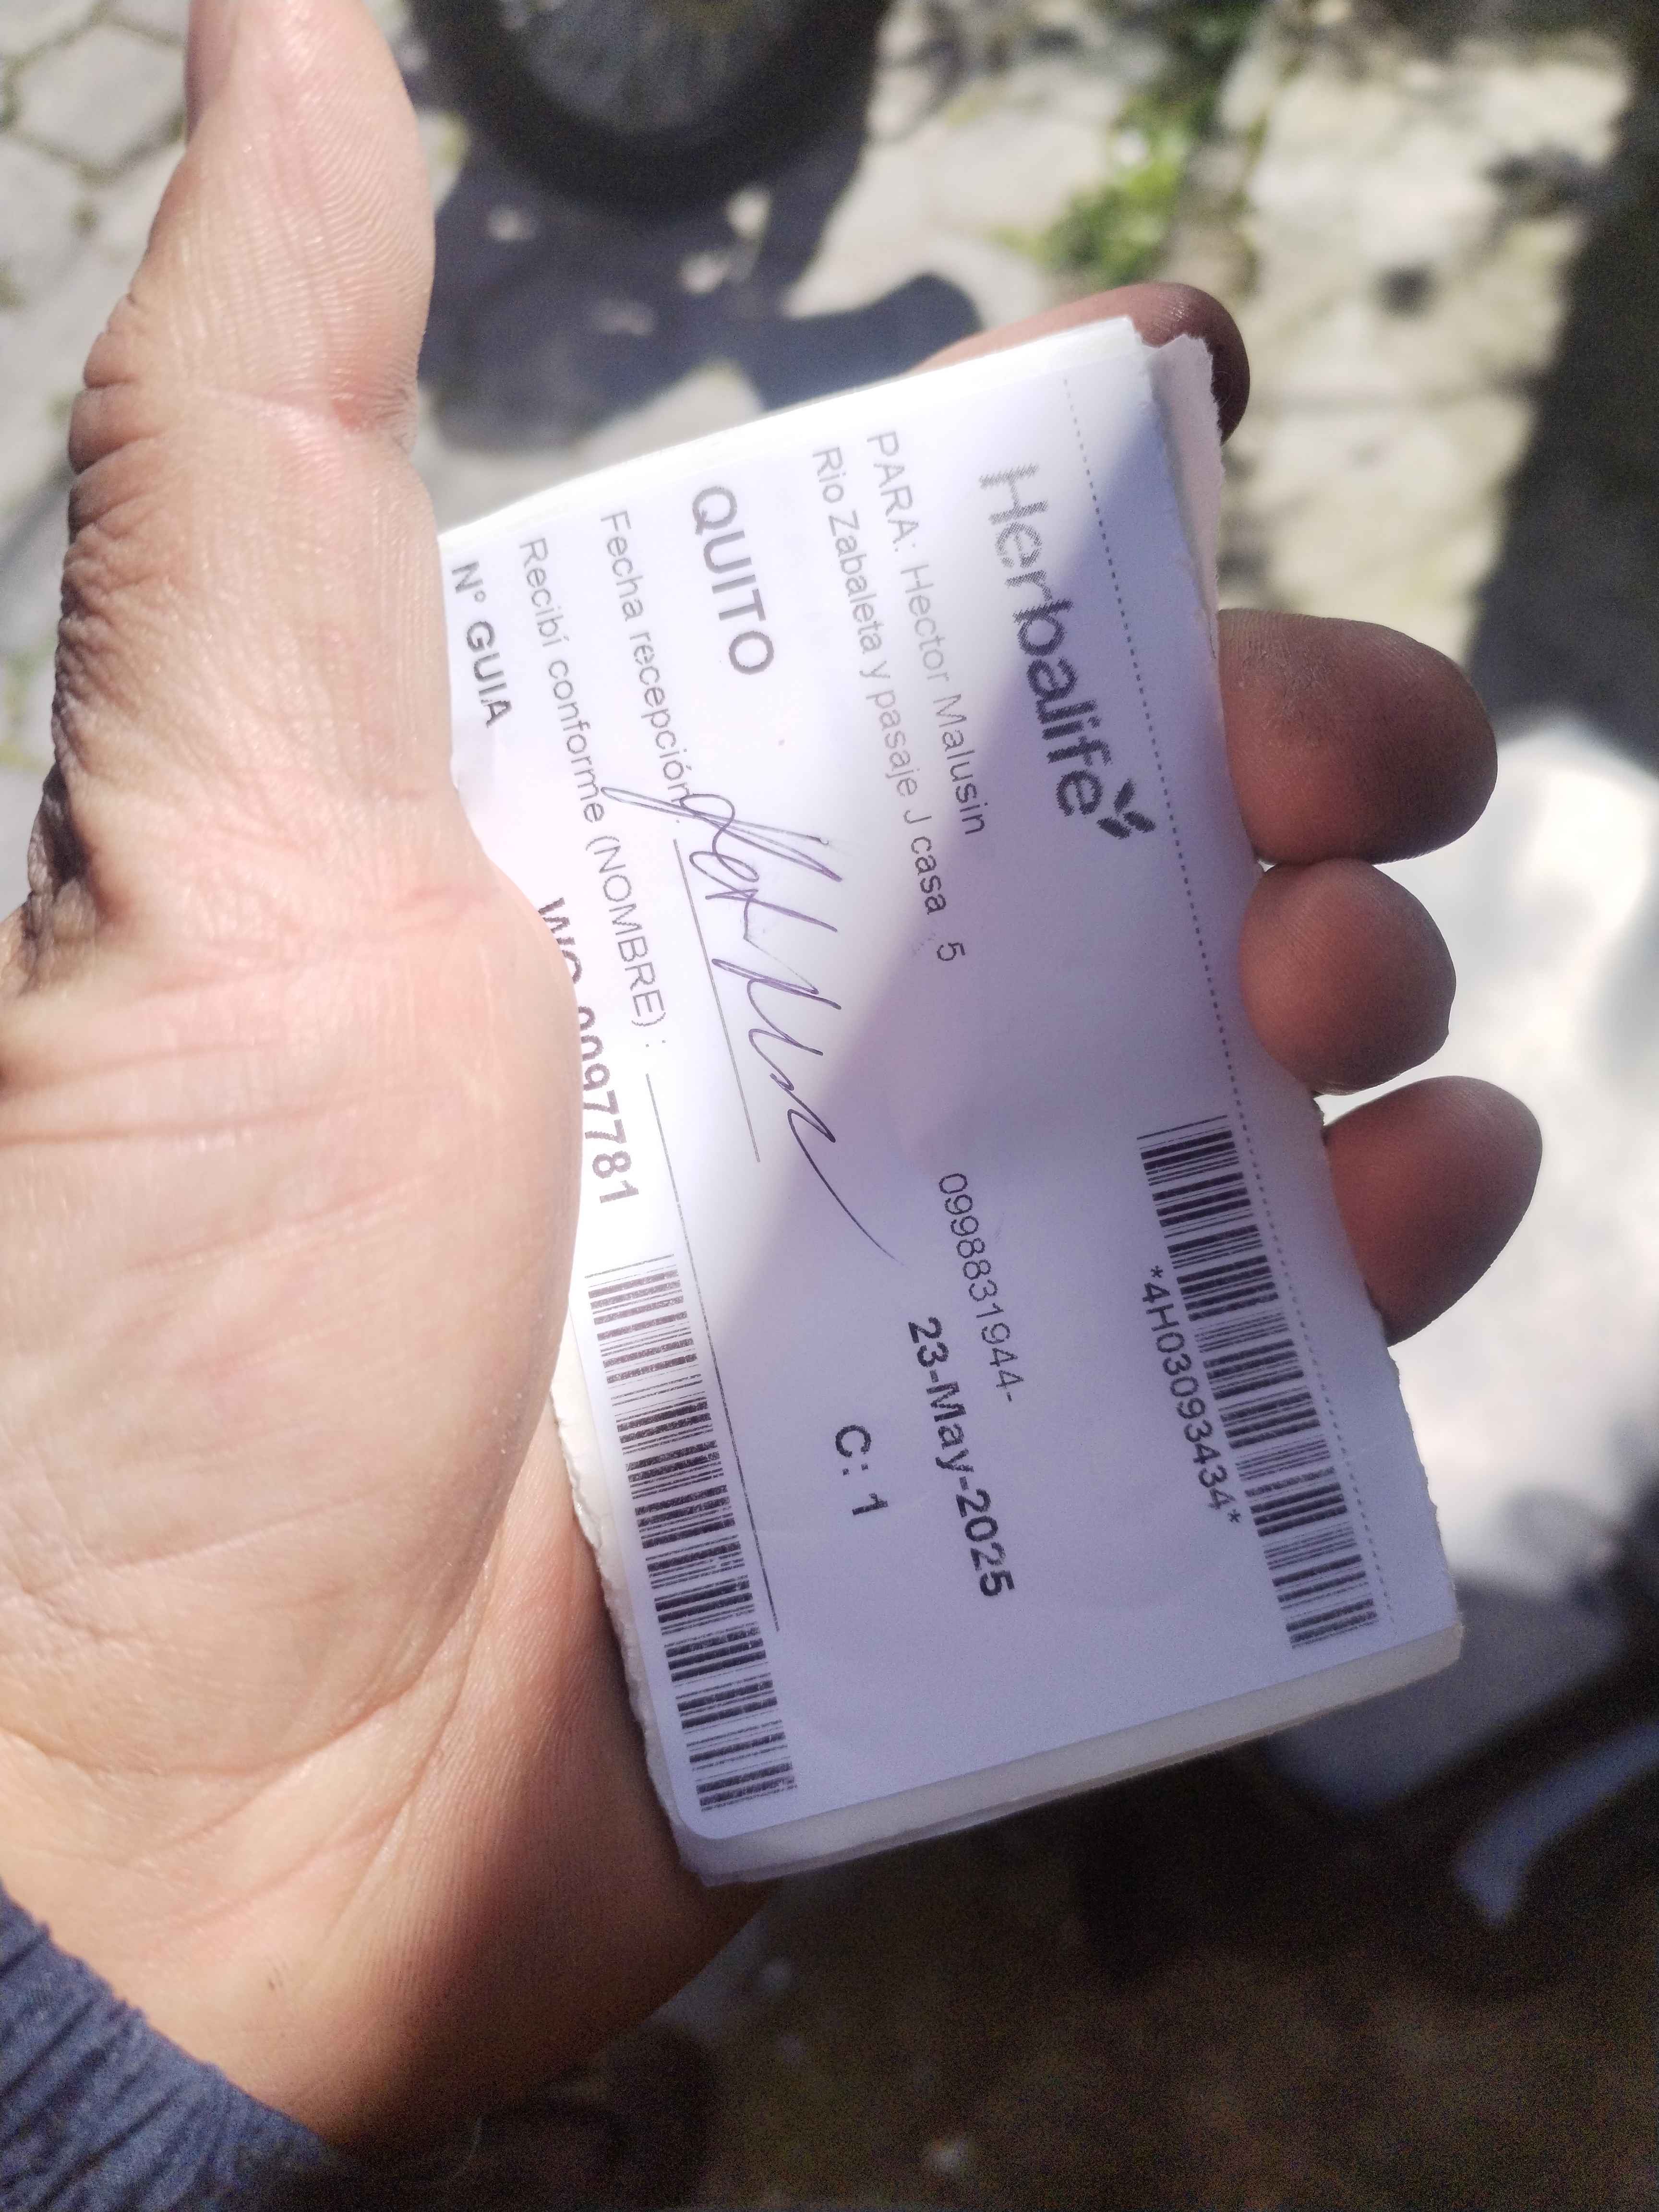 Herbalife
*4H03093434*
PARA: Hector Malusin
Rio Zabaleta y pasaje J casa 5
0998831944-
23-May-2025
QUITO
C: 1
Fecha recepción:
Recibí conforme (NOMBRE) :
N° GUIA